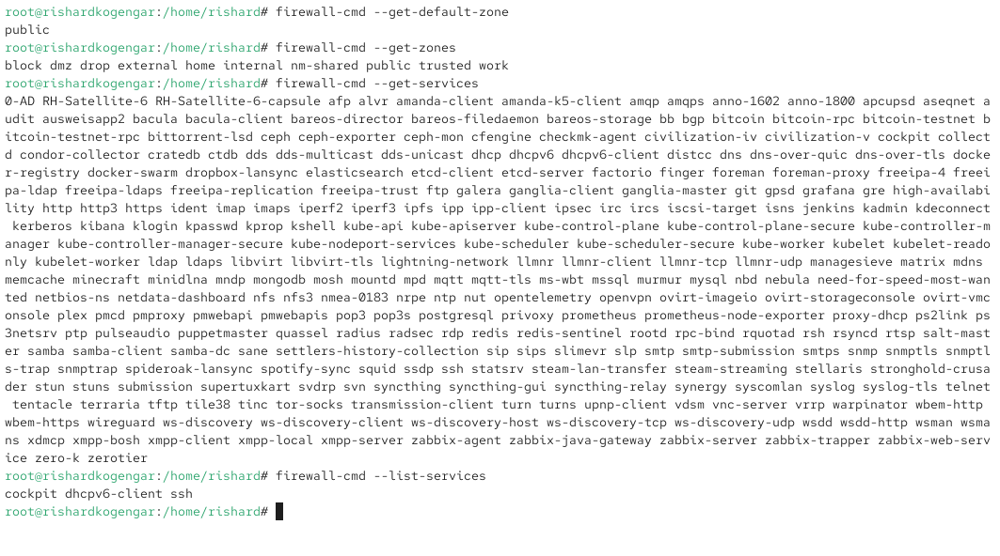 root@rishardkogengar:/home/rishard# firewall-cmd --get-default-zone
public
root@rishardkogengar:/home/rishard# firewall-cmd --get-zones
block dmz drop external home internal nm-shared public trusted work
root@rishardkogengar:/home/rishard# firewall-cmd --get-services
0-AD RH-Satellite-6 RH-Satellite-6-capsule afp alvr amanda-client amanda-k5-client amqp amqps anno-1602 anno-1800 apcupsd aseqnet a
udit ausweisapp2 bacula bacula-client bareos-director bareos-filedaemon bareos-storage bb bgp bitcoin bitcoin-rpc bitcoin-testnet b
itcoin-testnet-rpc bittorrent-lsd ceph ceph-exporter ceph-mon cfengine checkmk-agent civilization-iv civilization-v cockpit collect
d condor-collector cratedb ctdb dds dds-multicast dds-unicast dhcp dhcpv6 dhcpv6-client distcc dns dns-over-quic dns-over-tls docke
r-registry docker-swarm dropbox-lansync elasticsearch etcd-client etcd-server factorio finger foreman foreman-proxy freeipa-4 freei
pa-ldap freeipa-ldaps freeipa-replication freeipa-trust ftp galera ganglia-client ganglia-master git gpsd grafana gre high-availabi
lity http http3 https ident imap imaps iperf2 iperf3 ipfs ipp ipp-client ipsec irc ircs iscsi-target isns jenkins kadmin kdeconnect
 kerberos kibana klogin kpasswd kprop kshell kube-api kube-apiserver kube-control-plane kube-control-plane-secure kube-controller-m
anager kube-controller-manager-secure kube-nodeport-services kube-scheduler kube-scheduler-secure kube-worker kubelet kubelet-reado
nly kubelet-worker ldap ldaps libvirt libvirt-tls lightning-network llmnr llmnr-client llmnr-tcp llmnr-udp managesieve matrix mdns
memcache minecraft minidlna mndp mongodb mosh mountd mpd mqtt mqtt-tls ms-wbt mssql murmur mysql nbd nebula need-for-speed-most-wan
ted netbios-ns netdata-dashboard nfs nfs3 nmea-0183 nrpe ntp nut opentelemetry openvpn ovirt-imageio ovirt-storageconsole ovirt-vmc
onsole plex pmcd pmproxy pmwebapi pmwebapis pop3 pop3s postgresql privoxy prometheus prometheus-node-exporter proxy-dhcp ps2link ps
3netsrv ptp pulseaudio puppetmaster quassel radius radsec rdp redis redis-sentinel rootd rpc-bind rquotad rsh rsyncd rtsp salt-mast
er samba samba-client samba-dc sane settlers-history-collection sip sips slimevr slp smtp smtp-submission smtps snmp snmptls snmptl
s-trap snmptrap spideroak-lansync spotify-sync squid ssdp ssh statsrv steam-lan-transfer steam-streaming stellaris stronghold-crusa
der stun stuns submission supertuxkart svdrp svn syncthing syncthing-gui syncthing-relay synergy syscomlan syslog syslog-tls telnet
 tentacle terraria tftp tile38 tinc tor-socks transmission-client turn turns upnp-client vdsm vnc-server vrrp warpinator wbem-http
wbem-https wireguard ws-discovery ws-discovery-client ws-discovery-host ws-discovery-tcp ws-discovery-udp wsdd wsdd-http wsman wsma
ns xdmcp xmpp-bosh xmpp-client xmpp-local xmpp-server zabbix-agent zabbix-java-gateway zabbix-server zabbix-trapper zabbix-web-serv
ice zero-k zerotier
root@rishardkogengar:/home/rishard# firewall-cmd --list-services
cockpit dhcpv6-client ssh
root@rishardkogengar:/home/rishard#